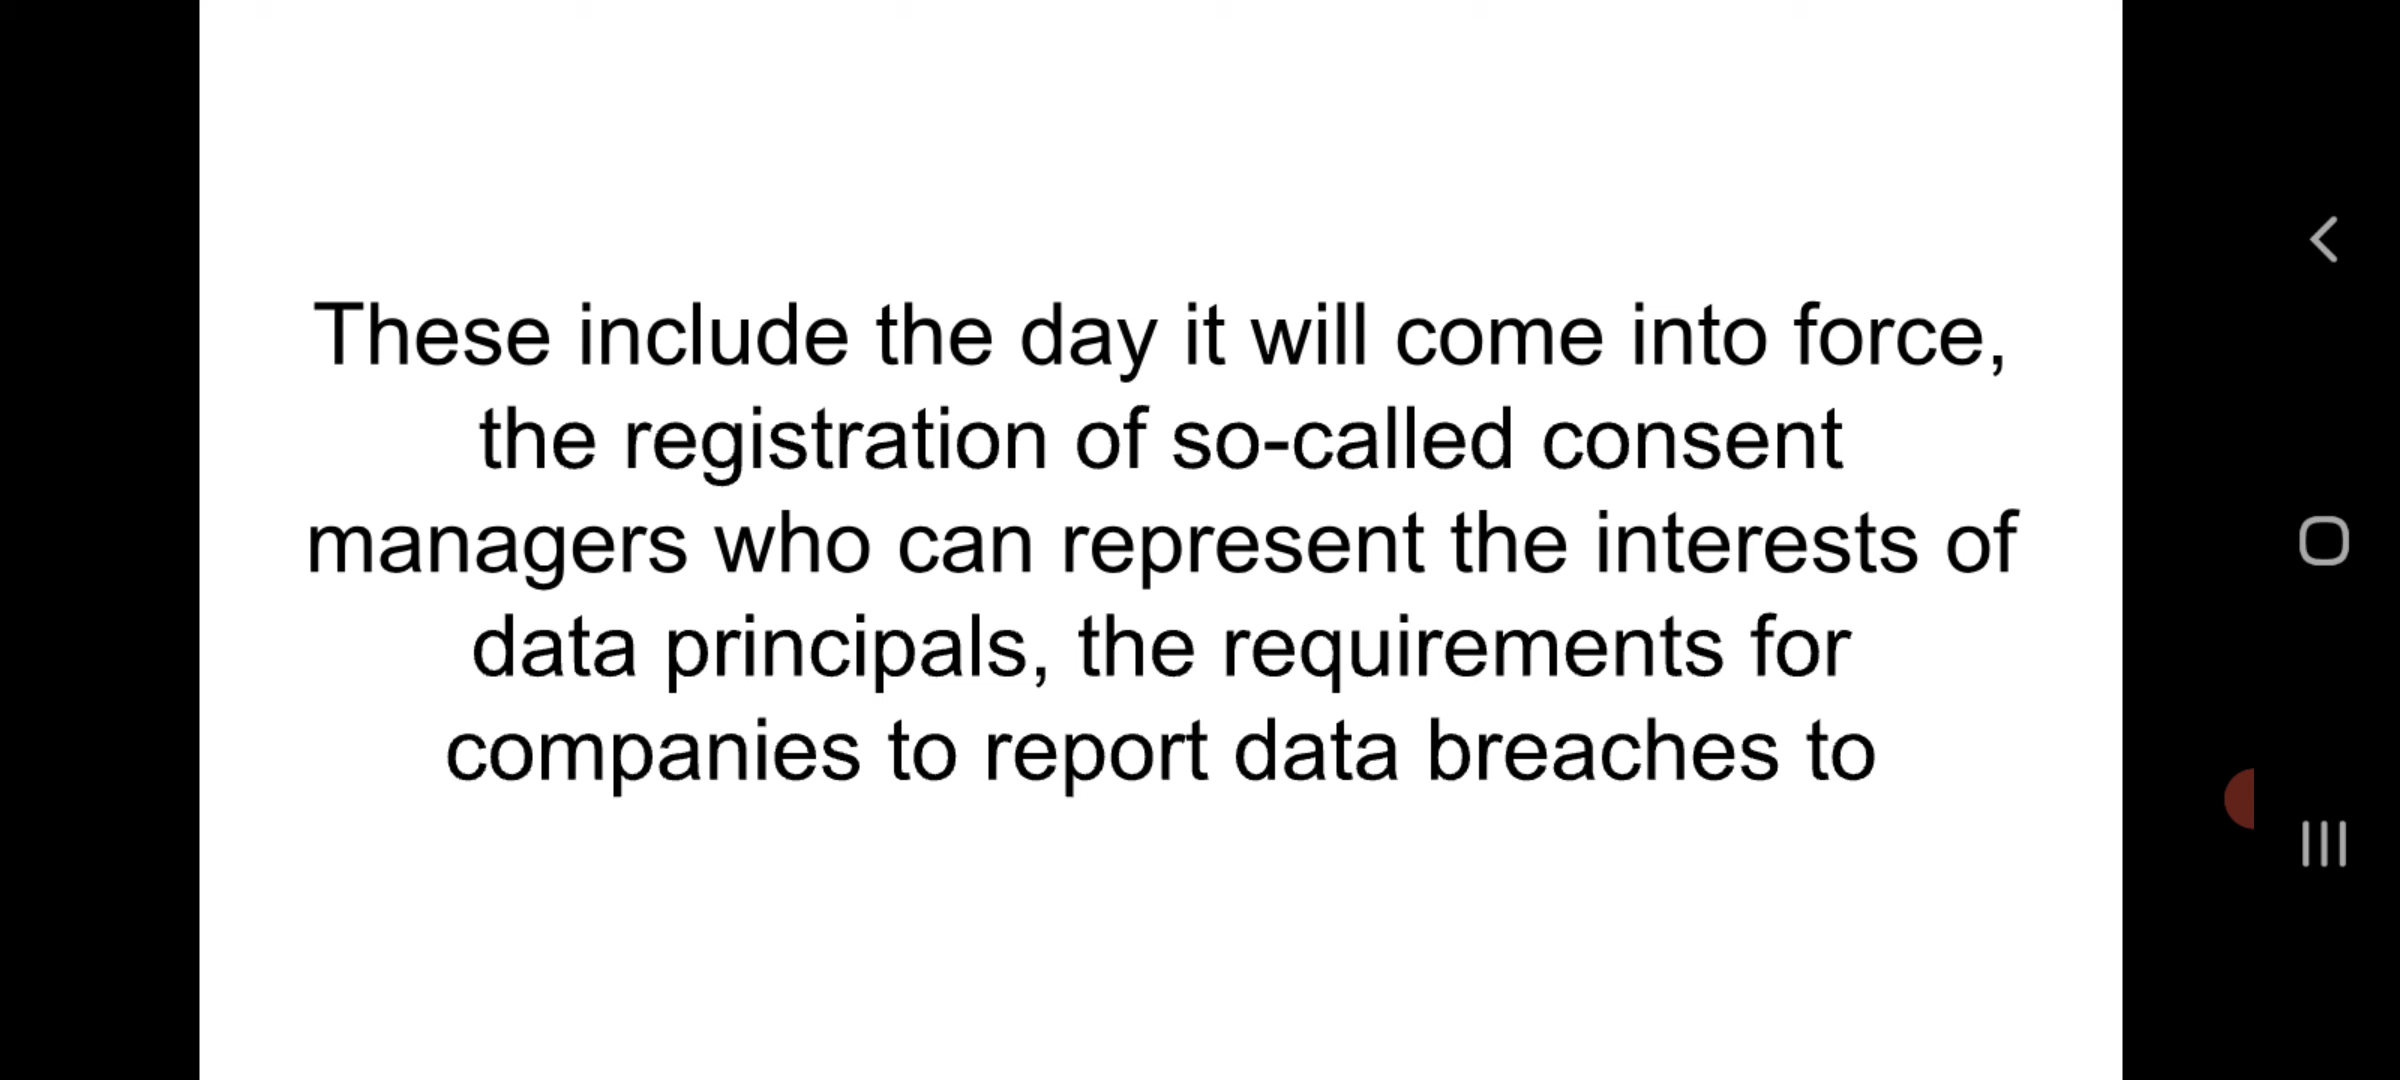 These include the day it will come into force,
the registration of so-called consent
managers who can represent the interests of
data principals, the requirements for
companies to report data breaches to